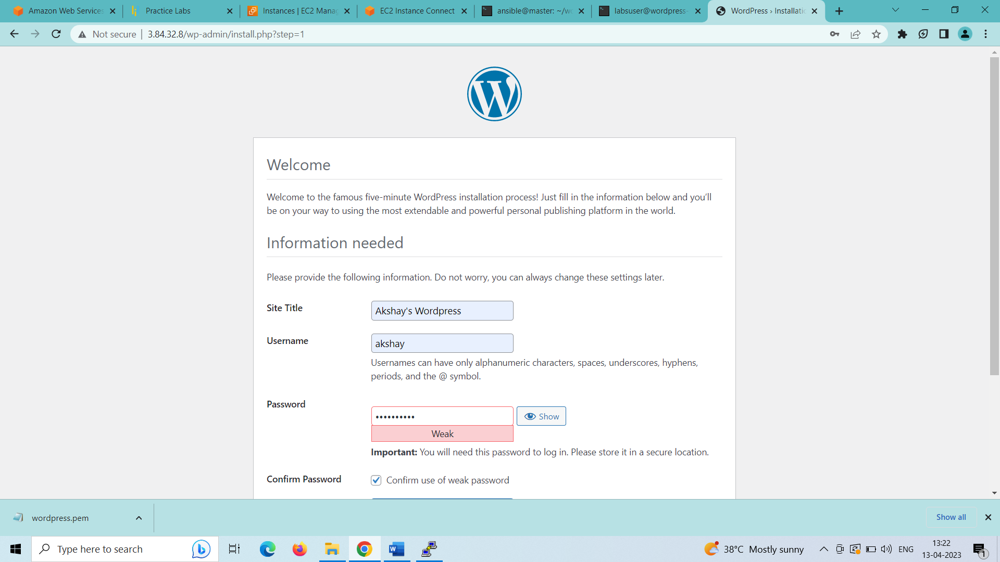 Amazon Web Services
Practice Labs
Instances | EC2 Manag
EC2 Instance Connect
ansible@master: ~/wo
labsuser@wordpress-
WordPress › Installatio
Not secure | 3.84.32.8/wp-admin/install.php?step=1
Welcome
Welcome to the famous five-minute WordPress installation process! Just fill in the information below and you’ll
be on your way to using the most extendable and powerful personal publishing platform in the world.
Information needed
Please provide the following information. Do not worry, you can always change these settings later.
Site Title
Akshay's Wordpress
Username
akshay
Usernames can have only alphanumeric characters, spaces, underscores, hyphens,
periods, and the @ symbol.
Password
••••••••••
Show
Weak
Important: You will need this password to log in. Please store it in a secure location.
Confirm Password
Confirm use of weak password
wordpress.pem
Show all
Type here to search
38°C Mostly sunny
ENG
13:22
13-04-2023
1